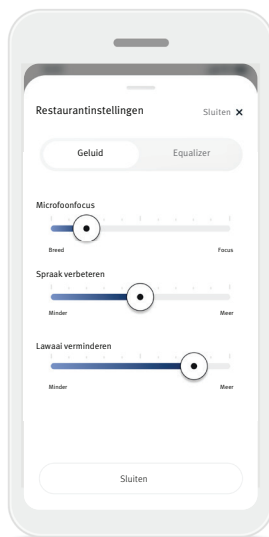 Restaurantinstellingen Sluiten ✕
Geluid Equalizer
Microfoonfocus
Breed Focus
Spraak verbeteren
Minder Meer
Lawaai verminderen
Minder Meer
Sluiten